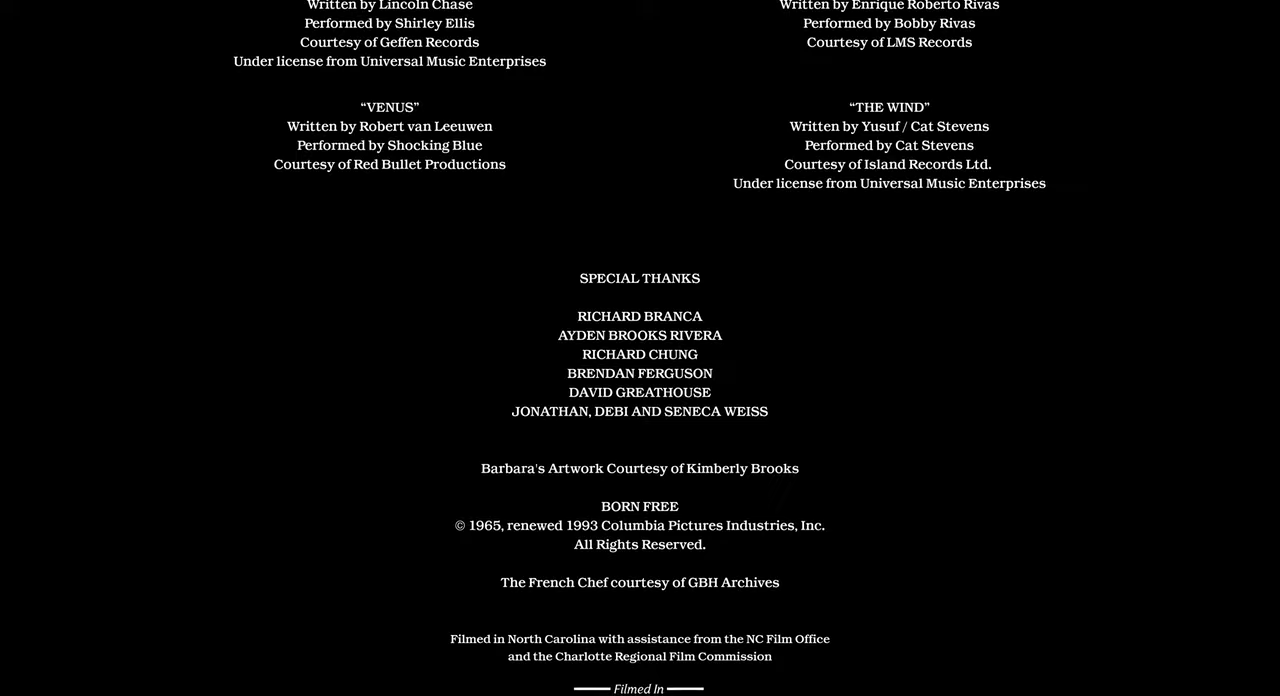 Written by Lincoln Chase
Performed by Shirley Ellis
Courtesy of Geffen Records
Under license from Universal Music Enterprises
Written by Enrique Roberto Rivas
Performed by Bobby Rivas
Courtesy of LMS Records
“VENUS”
Written by Robert van Leeuwen
Performed by Shocking Blue
Courtesy of Red Bullet Productions
“THE WIND”
Written by Yusuf / Cat Stevens
Performed by Cat Stevens
Courtesy of Island Records Ltd.
Under license from Universal Music Enterprises
SPECIAL THANKS
RICHARD BRANCA
AYDEN BROOKS RIVERA
RICHARD CHUNG
BRENDAN FERGUSON
DAVID GREATHOUSE
JONATHAN, DEBI AND SENECA WEISS
Barbara's Artwork Courtesy of Kimberly Brooks
BORN FREE
© 1965, renewed 1993 Columbia Pictures Industries, Inc.
All Rights Reserved.
The French Chef courtesy of GBH Archives
Filmed in North Carolina with assistance from the NC Film Office
and the Charlotte Regional Film Commission
Filmed In